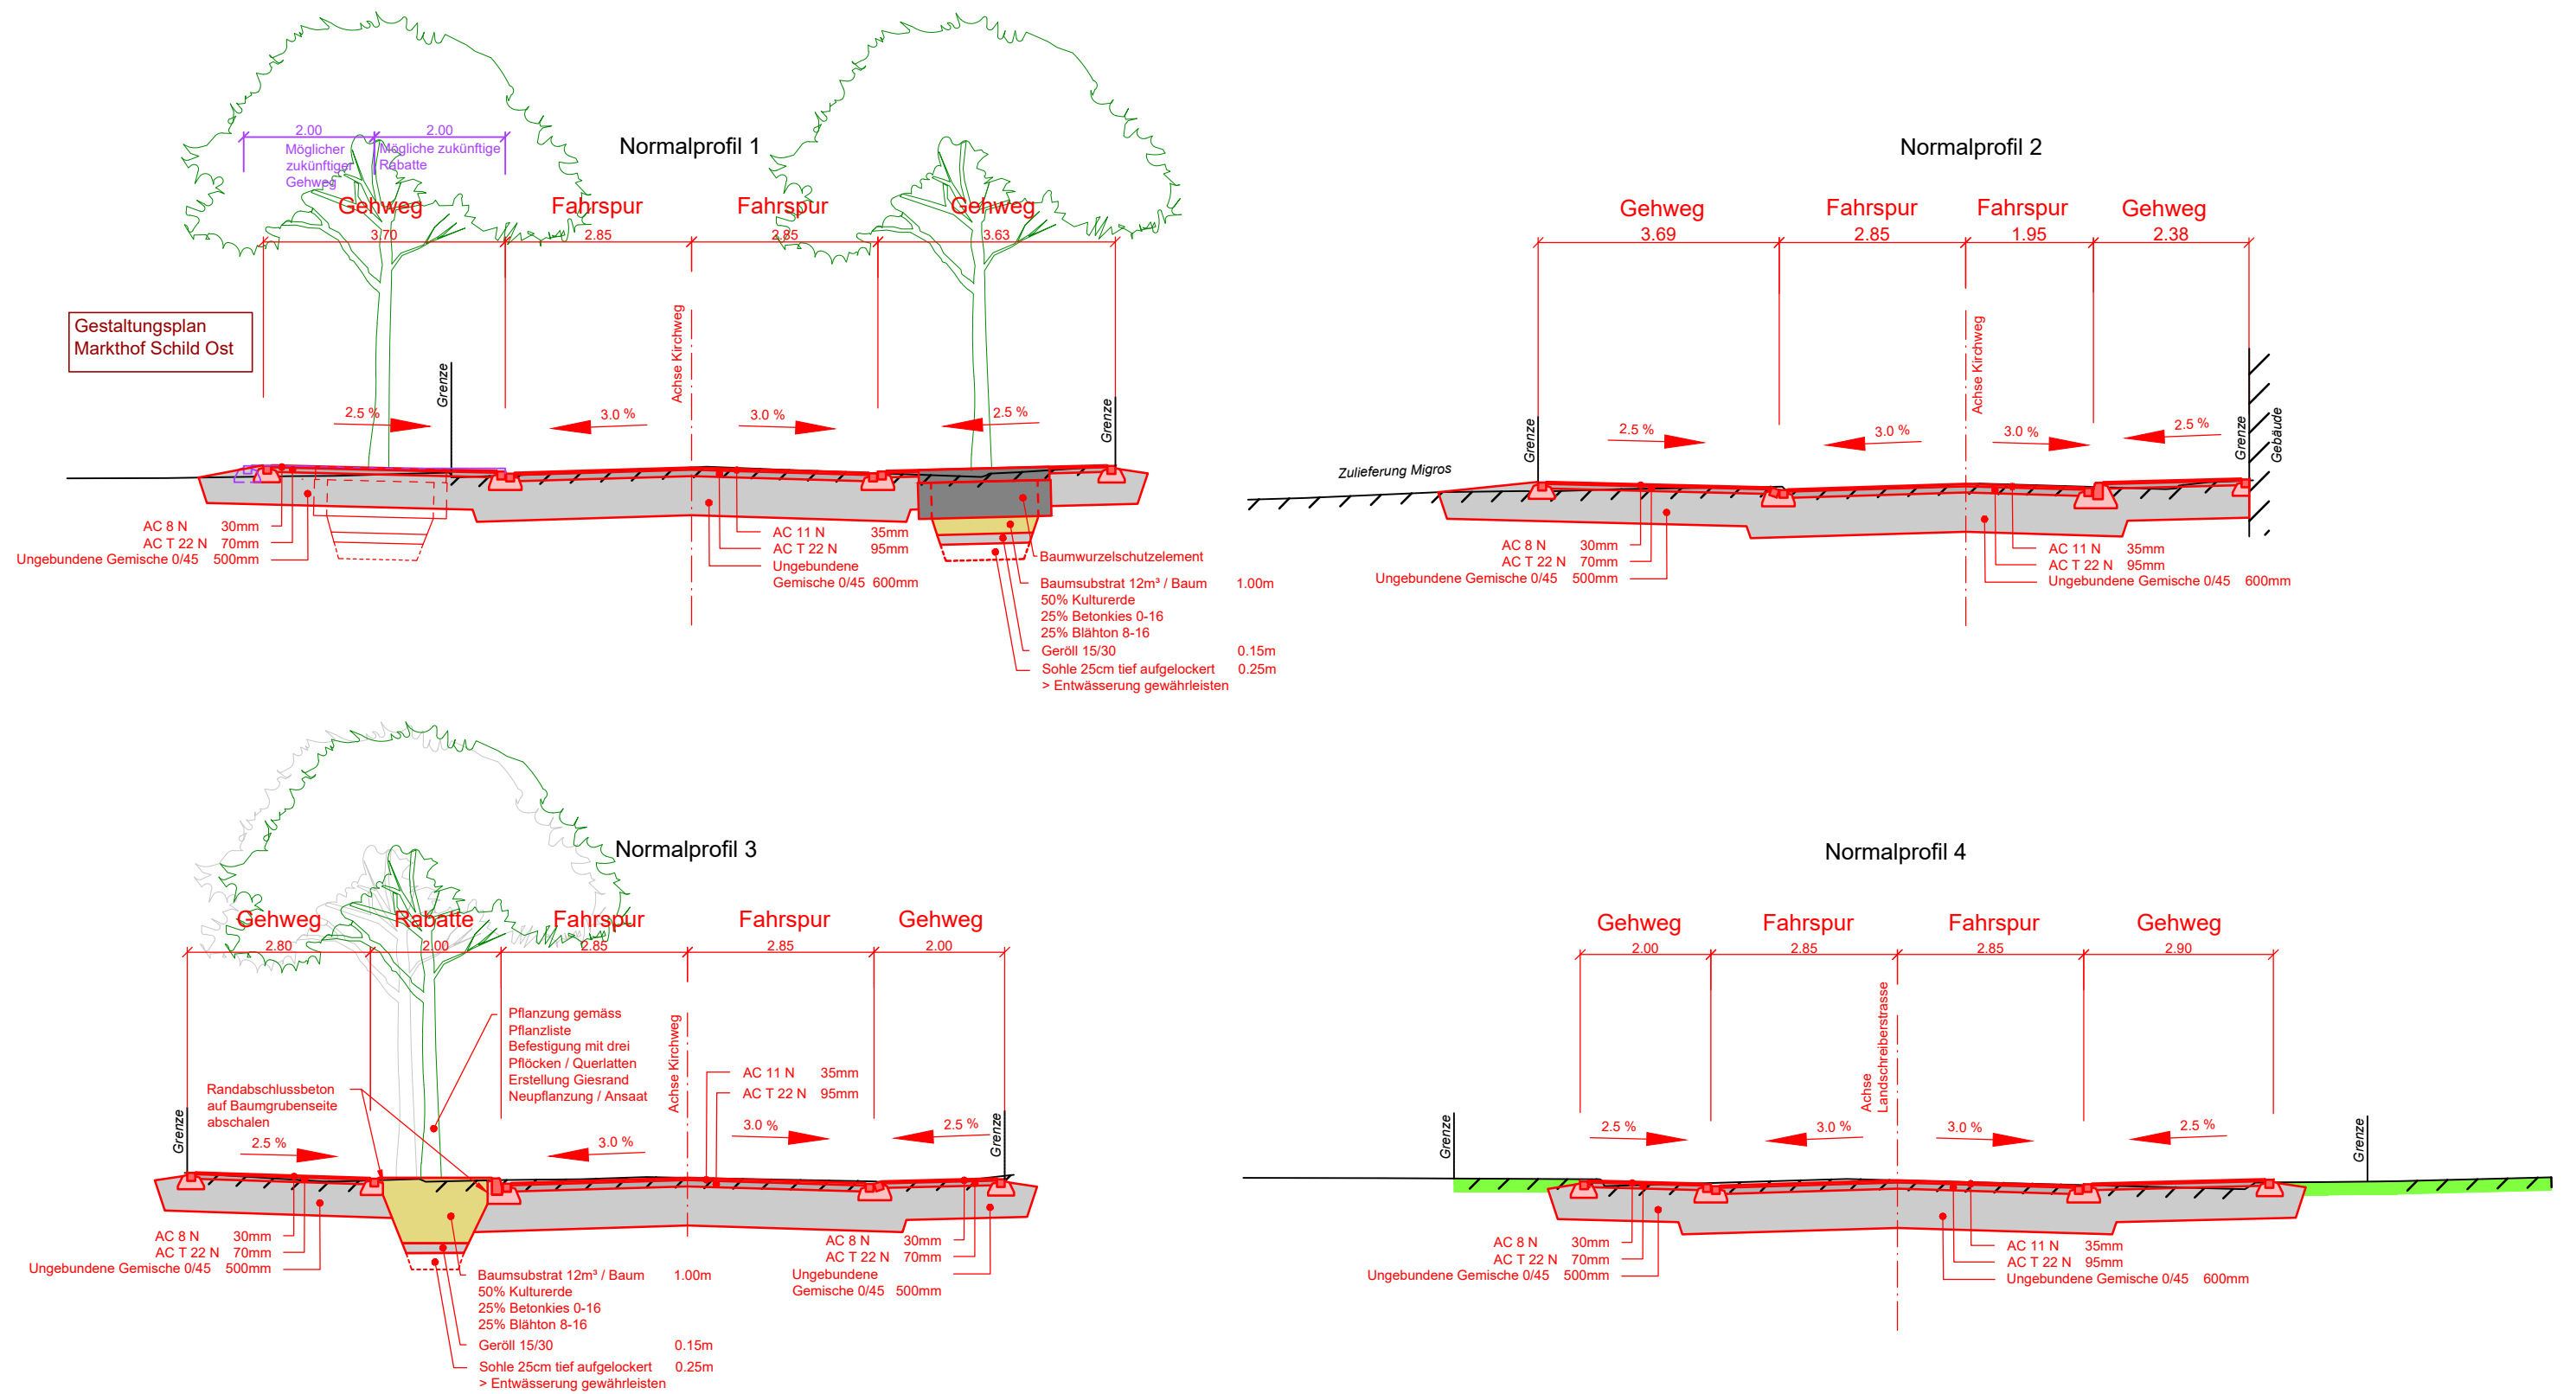 Normalprofil 1
2.00 2.00
Möglicher
zukünftiger
Gehweg
Mögliche zukünftige
Rabatte
Gehweg Fahrspur Fahrspur Gehweg
3.70 2.85 2.85 3.63
Gestaltungsplan
Markthof Schild Ost
Grenze
Achse Kirchweg
Grenze
2.5 % 3.0 % 3.0 % 2.5 %
AC 8 N 30mm
AC T 22 N 70mm
Ungebundene Gemische 0/45 500mm
AC 11 N 35mm
AC T 22 N 95mm
Ungebundene
Gemische 0/45 600mm
Baumwurzelschutzelement
Baumsubstrat 12m³ / Baum 1.00m
50% Kulturerde
25% Betonkies 0-16
25% Blähton 8-16
Geröll 15/30 0.15m
Sohle 25cm tief aufgelockert 0.25m
> Entwässerung gewährleisten
Normalprofil 2
Gehweg Fahrspur Fahrspur Gehweg
3.69 2.85 1.95 2.38
Achse Kirchweg
Grenze
Grenze
Gebäude
2.5 % 3.0 % 3.0 % 2.5 %
Zulieferung Migros
AC 8 N 30mm
AC T 22 N 70mm
Ungebundene Gemische 0/45 500mm
AC 11 N 35mm
AC T 22 N 95mm
Ungebundene Gemische 0/45 600mm
Normalprofil 3
Gehweg Rabatte Fahrspur Fahrspur Gehweg
2.80 2.00 2.85 2.85 2.00
Pflanzung gemäss
Pflanzliste
Befestigung mit drei
Pflöcken / Querlatten
Erstellung Giesrand
Neupflanzung / Ansaat
Randabschlussbeton
auf Baumgrubenseite
abschalen
Achse Kirchweg
AC 11 N 35mm
AC T 22 N 95mm
Grenze
Grenze
2.5 % 3.0 % 3.0 % 2.5 %
AC 8 N 30mm
AC T 22 N 70mm
Ungebundene Gemische 0/45 500mm
AC 8 N 30mm
AC T 22 N 70mm
Ungebundene
Gemische 0/45 500mm
Baumsubstrat 12m³ / Baum 1.00m
50% Kulturerde
25% Betonkies 0-16
25% Blähton 8-16
Geröll 15/30 0.15m
Sohle 25cm tief aufgelockert 0.25m
> Entwässerung gewährleisten
Normalprofil 4
Gehweg Fahrspur Fahrspur Gehweg
2.00 2.85 2.85 2.90
Achse
Landschreiberstrasse
Grenze
Grenze
2.5 % 3.0 % 3.0 % 2.5 %
AC 8 N 30mm
AC T 22 N 70mm
Ungebundene Gemische 0/45 500mm
AC 11 N 35mm
AC T 22 N 95mm
Ungebundene Gemische 0/45 600mm